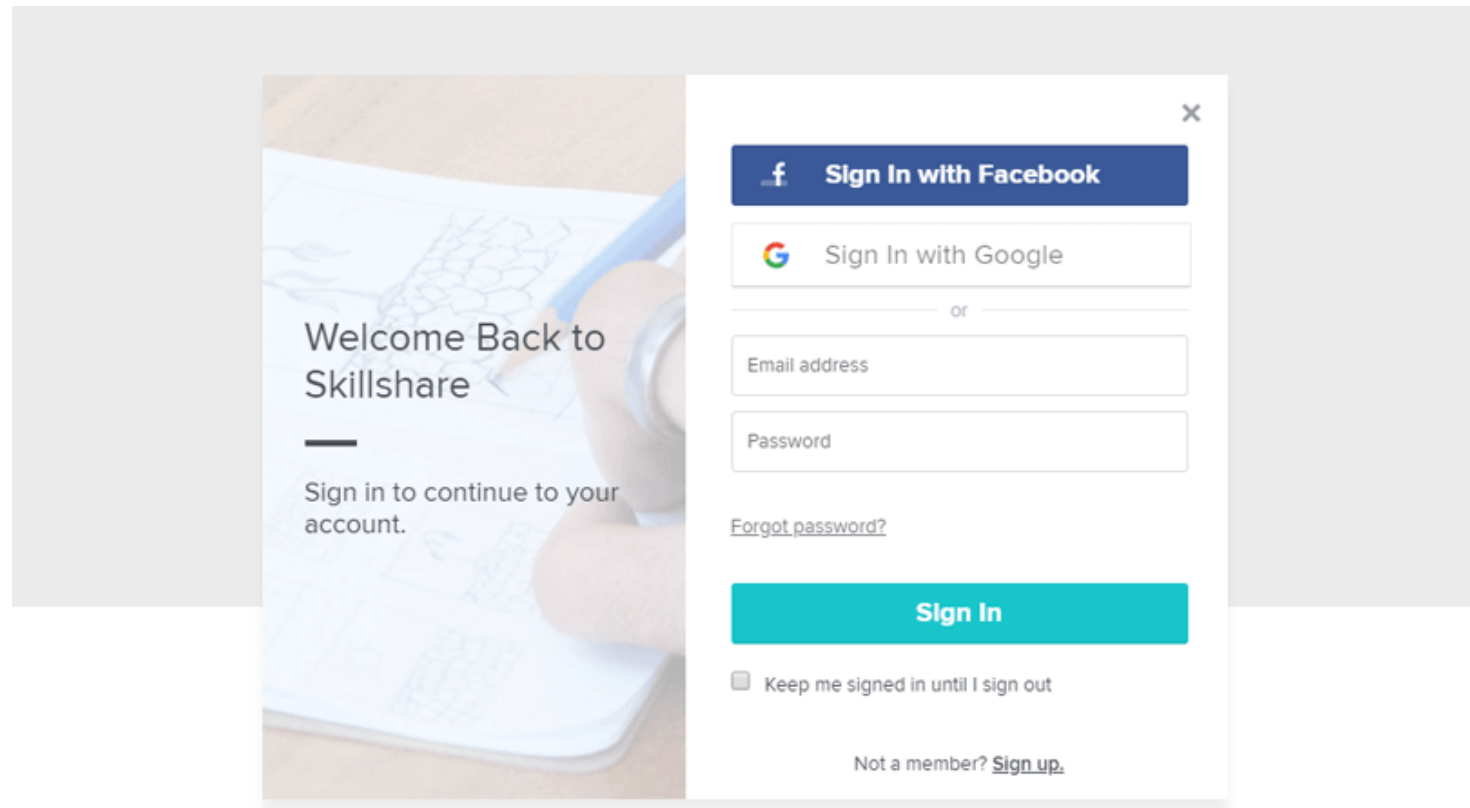 Welcome Back to
Skillshare
Sign in to continue to your
account.
Sign In with Facebook
Sign In with Google
or
Email address
Password
Forgot password?
Sign In
Keep me signed in until I sign out
Not a member? Sign up.